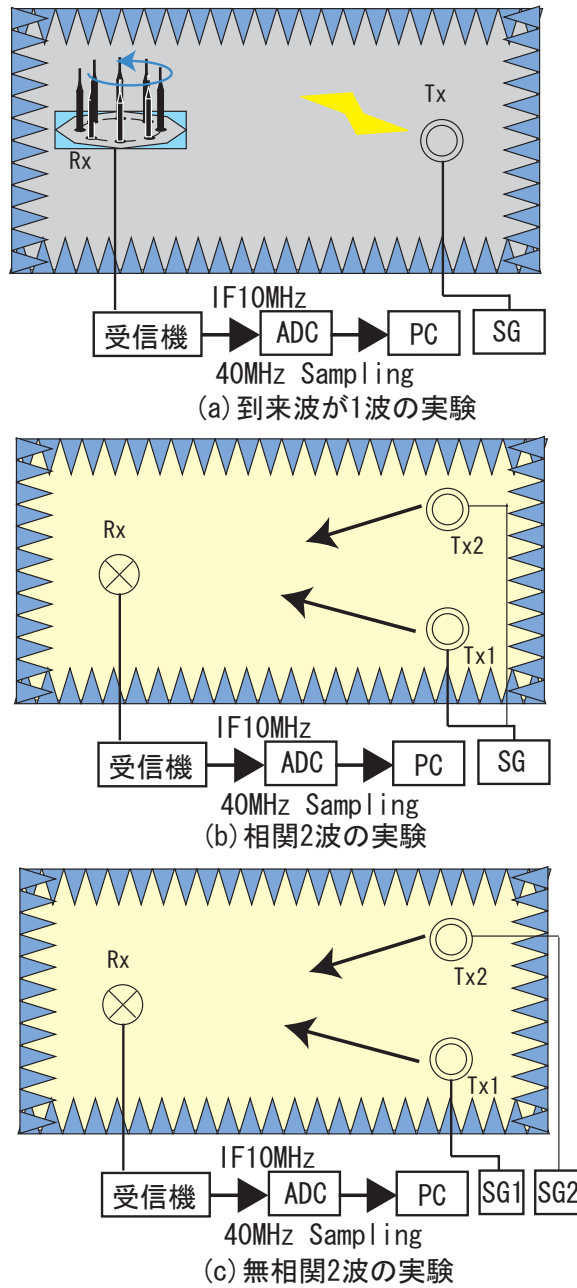 Tx
Rx
IF10MHz
受信機 ADC PC SG
40MHz Sampling
(a)到来波が1波の実験
Rx
Tx2
Tx1
IF10MHz
受信機 ADC PC SG
40MHz Sampling
(b)相関2波の実験
Rx
Tx2
Tx1
IF10MHz
受信機 ADC PC SG1 SG2
40MHz Sampling
(c)無相関2波の実験